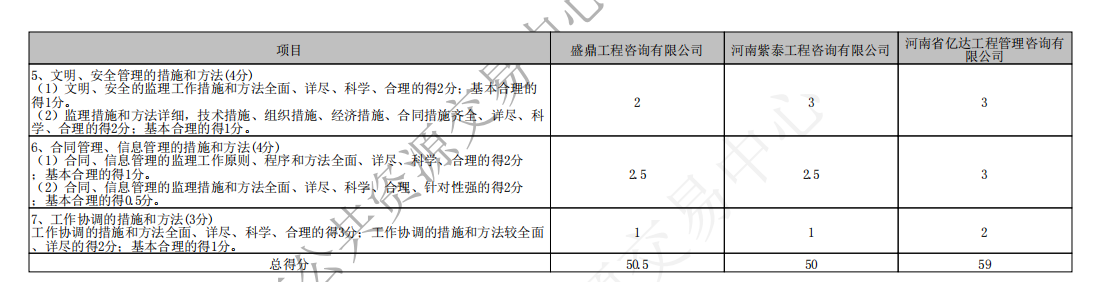 项目
盛鼎工程咨询有限公司
河南紫泰工程咨询有限公司
河南省亿达工程管理咨询有
限公司
5、文明、安全管理的措施和方法(4分)
（1）文明、安全的监理工作措施和方法全面、详尽、科学、合理的得2分；基本合理的
得1分。
（2）监理措施和方法详细，技术措施、组织措施、经济措施、合同措施齐全、详尽、科
学、合理的得2分；基本合理的得1分。
2
3
3
6、合同管理、信息管理的措施和方法(4分)
（1）合同、信息管理的监理工作原则、程序和方法全面、详尽、科学、合理的得2分
；基本合理的得1分。
（2）合同、信息管理的监理措施和方法全面、详尽、科学、合理、针对性强的得2分
；基本合理的得0.5分。
2.5
2.5
3
7、工作协调的措施和方法(3分)
工作协调的措施和方法全面、详尽、科学、合理的得3分；工作协调的措施和方法较全面
、详尽的得2分；基本合理的得1分。
1
1
2
总得分
50.5
50
59
公共资源交易中心
源交易中心